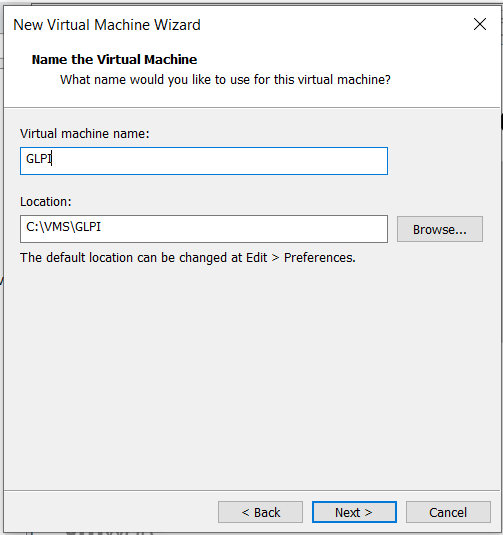 New Virtual Machine Wizard
Name the Virtual Machine
What name would you like to use for this virtual machine?
Virtual machine name:
GLPI
Location:
C:\VMS\GLPI
Browse...
The default location can be changed at Edit > Preferences.
< Back
Next >
Cancel